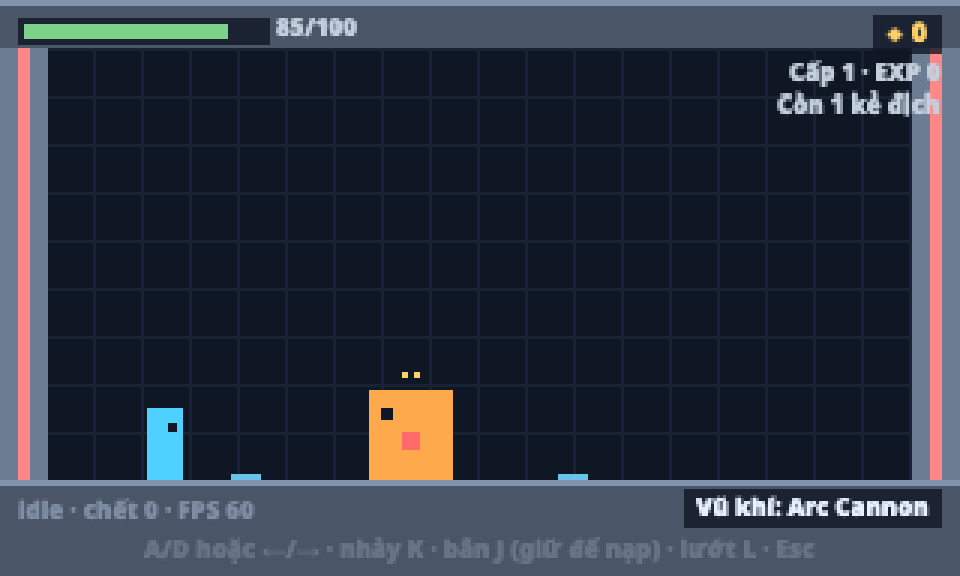 85/100
◆ 0
Cấp 1 · EXP 0
Còn 1 kẻ địch
idle · chết 0 · FPS 60
Vũ khí: Arc Cannon
A/D hoặc ←/→ · nhảy K · bắn J (giữ để nạp) · lướt L · Esc